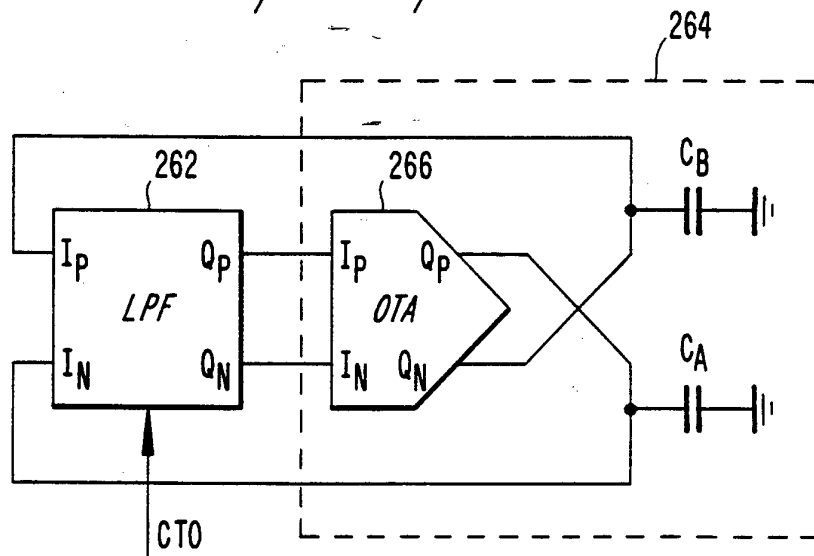 264
262
266
C_B
I_P Q_P
I_P Q_P
LPF
OTA
I_N Q_N
I_N Q_N
C_A
CTO